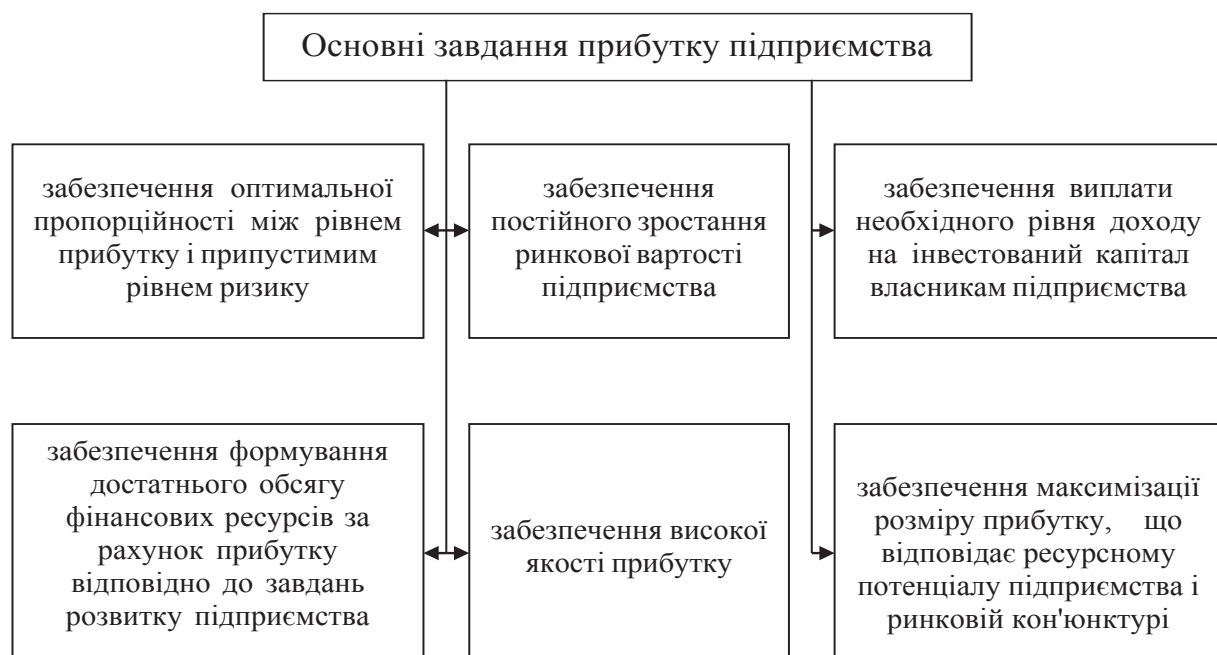 Основні завдання прибутку підприємства
забезпечення оптимальної
пропорційності між рівнем
прибутку і припустимим
рівнем ризику
забезпечення
постійного зростання
ринкової вартості
підприємства
забезпечення виплати
необхідного рівня доходу
на інвестований капітал
власникам підприємства
забезпечення формування
достатнього обсягу
фінансових ресурсів за
рахунок прибутку
відповідно до завдань
розвитку підприємства
забезпечення високої
якості прибутку
забезпечення максимізації
розміру прибутку, що
відповідає ресурсному
потенціалу підприємства і
ринковій кон'юнктурі